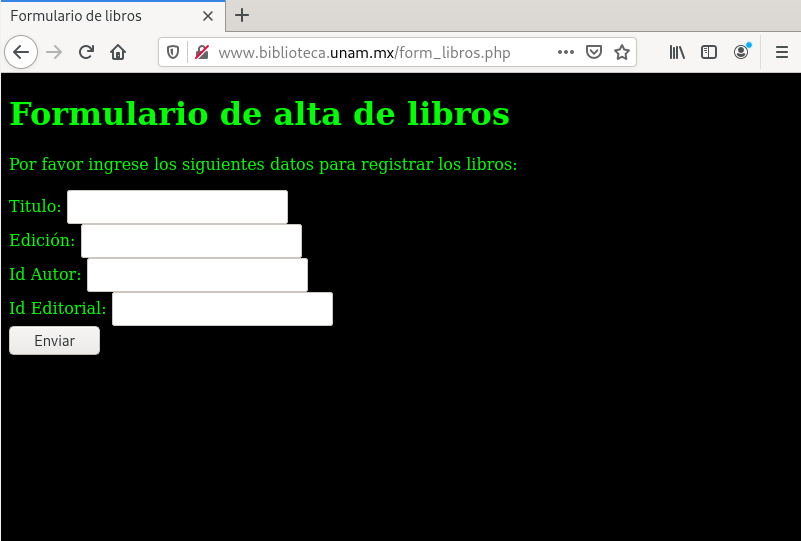 Formulario de libros
www.biblioteca.unam.mx/form_libros.php
Formulario de alta de libros
Por favor ingrese los siguientes datos para registrar los libros:
Titulo:
Edición:
Id Autor:
Id Editorial:
Enviar